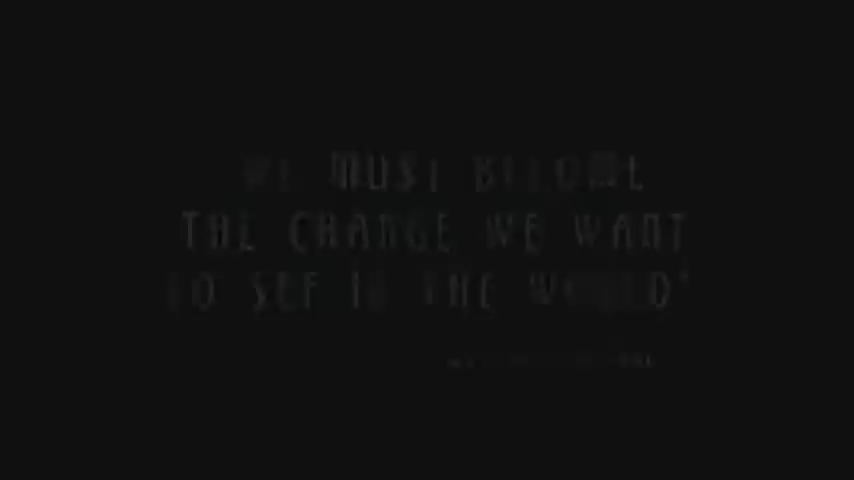 WE MUST BECOME
THE CHANGE WE WANT
TO SEE IN THE WORLD"